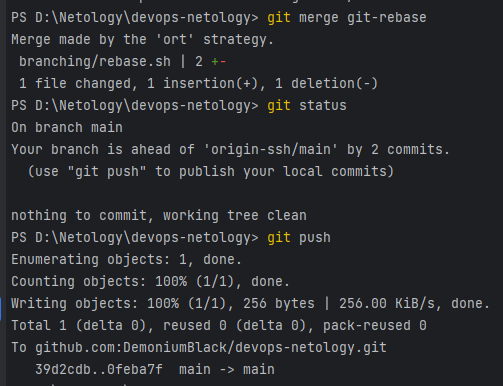 PS D:\Netology\devops-netology> git merge git-rebase
Merge made by the 'ort' strategy.
 branching/rebase.sh | 2 +-
 1 file changed, 1 insertion(+), 1 deletion(-)
PS D:\Netology\devops-netology> git status
On branch main
Your branch is ahead of 'origin-ssh/main' by 2 commits.
  (use "git push" to publish your local commits)

nothing to commit, working tree clean
PS D:\Netology\devops-netology> git push
Enumerating objects: 1, done.
Counting objects: 100% (1/1), done.
Writing objects: 100% (1/1), 256 bytes | 256.00 KiB/s, done.
Total 1 (delta 0), reused 0 (delta 0), pack-reused 0
To github.com:DemoniumBlack/devops-netology.git
   39d2cdb..0feba7f  main -> main